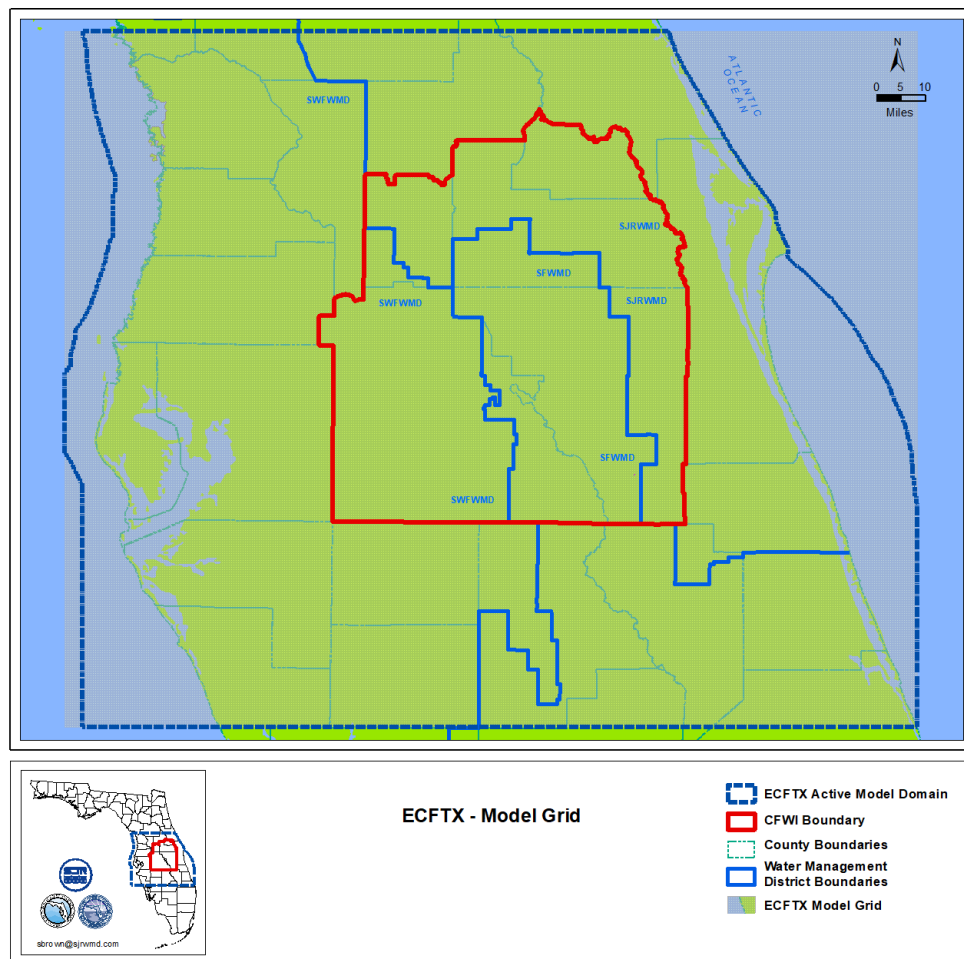 N
ATLANTIC
OCEAN
0 5 10
Miles
SWFWMD
SJRWMD
SFWMD
SWFWMD
SJRWMD
SFWMD
SWFWMD
ECFTX - Model Grid
ECFTX Active Model Domain
CFWI Boundary
County Boundaries
Water Management
District Boundaries
ECFTX Model Grid
sbrown@sjrwmd.com